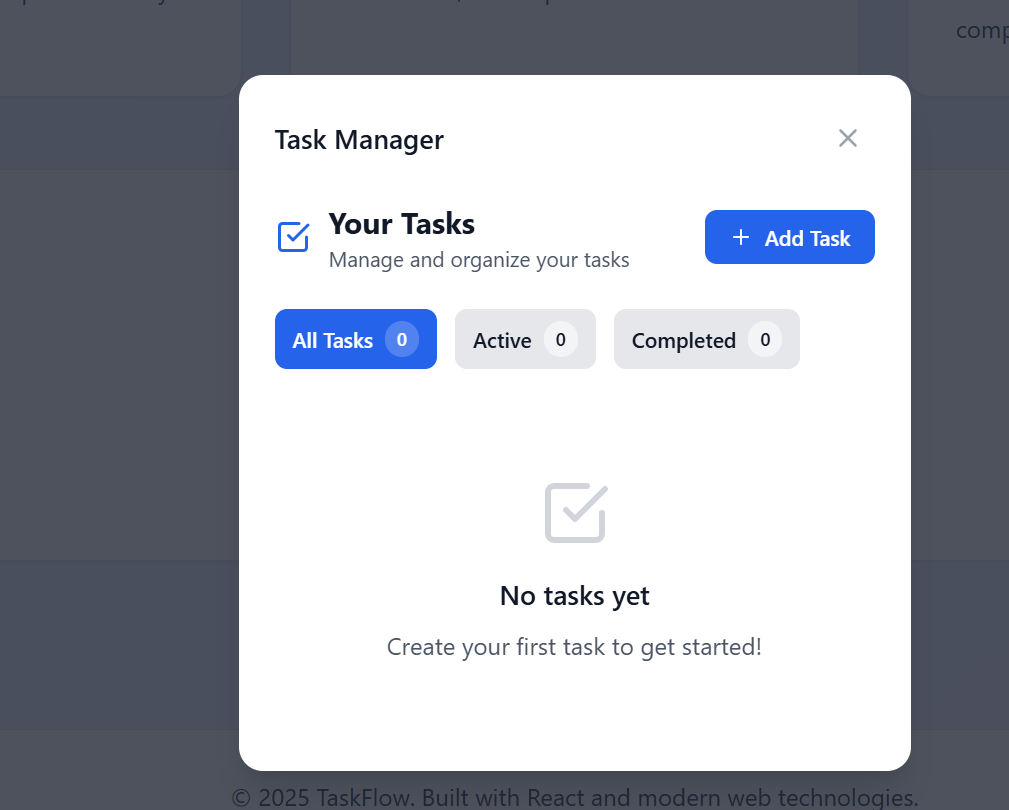 comp
Task Manager
Your Tasks
Manage and organize your tasks
+ Add Task
All Tasks 0
Active 0
Completed 0
No tasks yet
Create your first task to get started!
© 2025 TaskFlow. Built with React and modern web technologies.